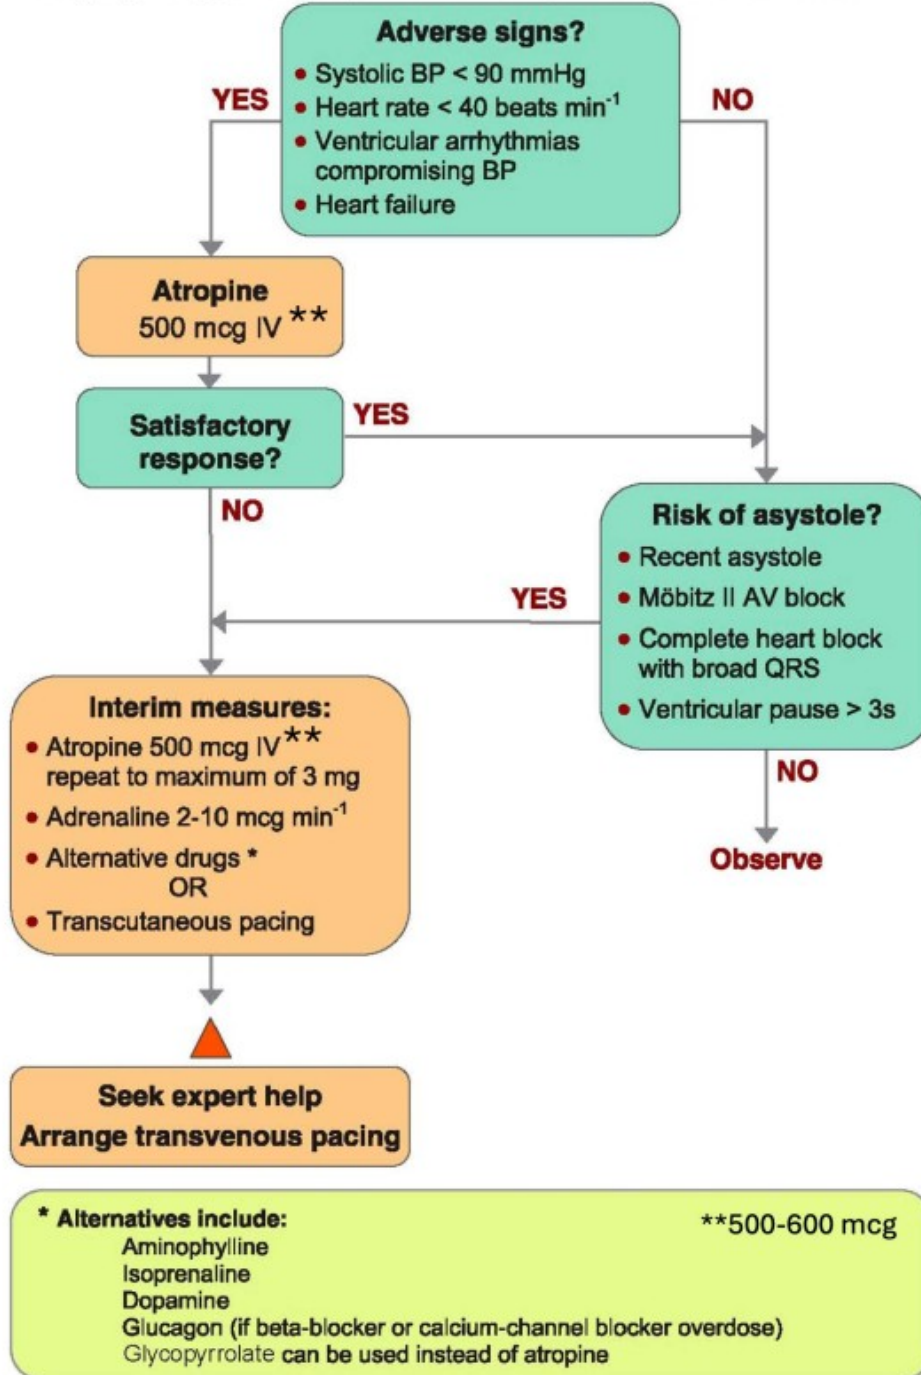 Adverse signs?
• Systolic BP < 90 mmHg
• Heart rate < 40 beats min⁻¹
• Ventricular arrhythmias
compromising BP
• Heart failure
YES
NO
Atropine
500 mcg IV **
Satisfactory
response?
YES
NO
Risk of asystole?
• Recent asystole
• Möbitz II AV block
• Complete heart block
with broad QRS
• Ventricular pause > 3s
YES
NO
Observe
Interim measures:
• Atropine 500 mcg IV **
repeat to maximum of 3 mg
• Adrenaline 2-10 mcg min⁻¹
• Alternative drugs *
OR
• Transcutaneous pacing
Seek expert help
Arrange transvenous pacing
* Alternatives include:
**500-600 mcg
Aminophylline
Isoprenaline
Dopamine
Glucagon (if beta-blocker or calcium-channel blocker overdose)
Glycopyrrolate can be used instead of atropine